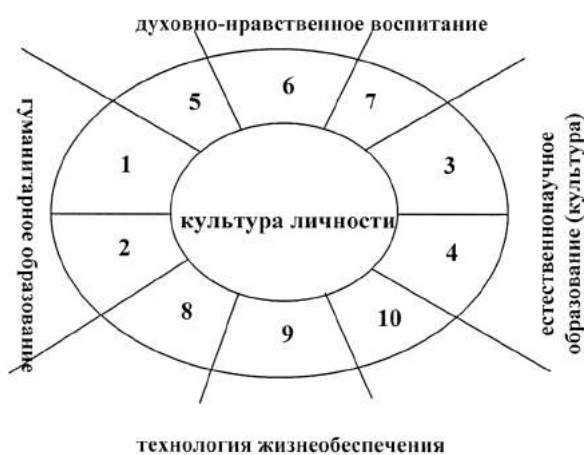 духовно-нравственное воспитание
5
6
7
1
3
культура личности
2
4
8
9
10
гуманитарное образование
естественнонаучное
образование (культура)
технология жизнеобеспечения